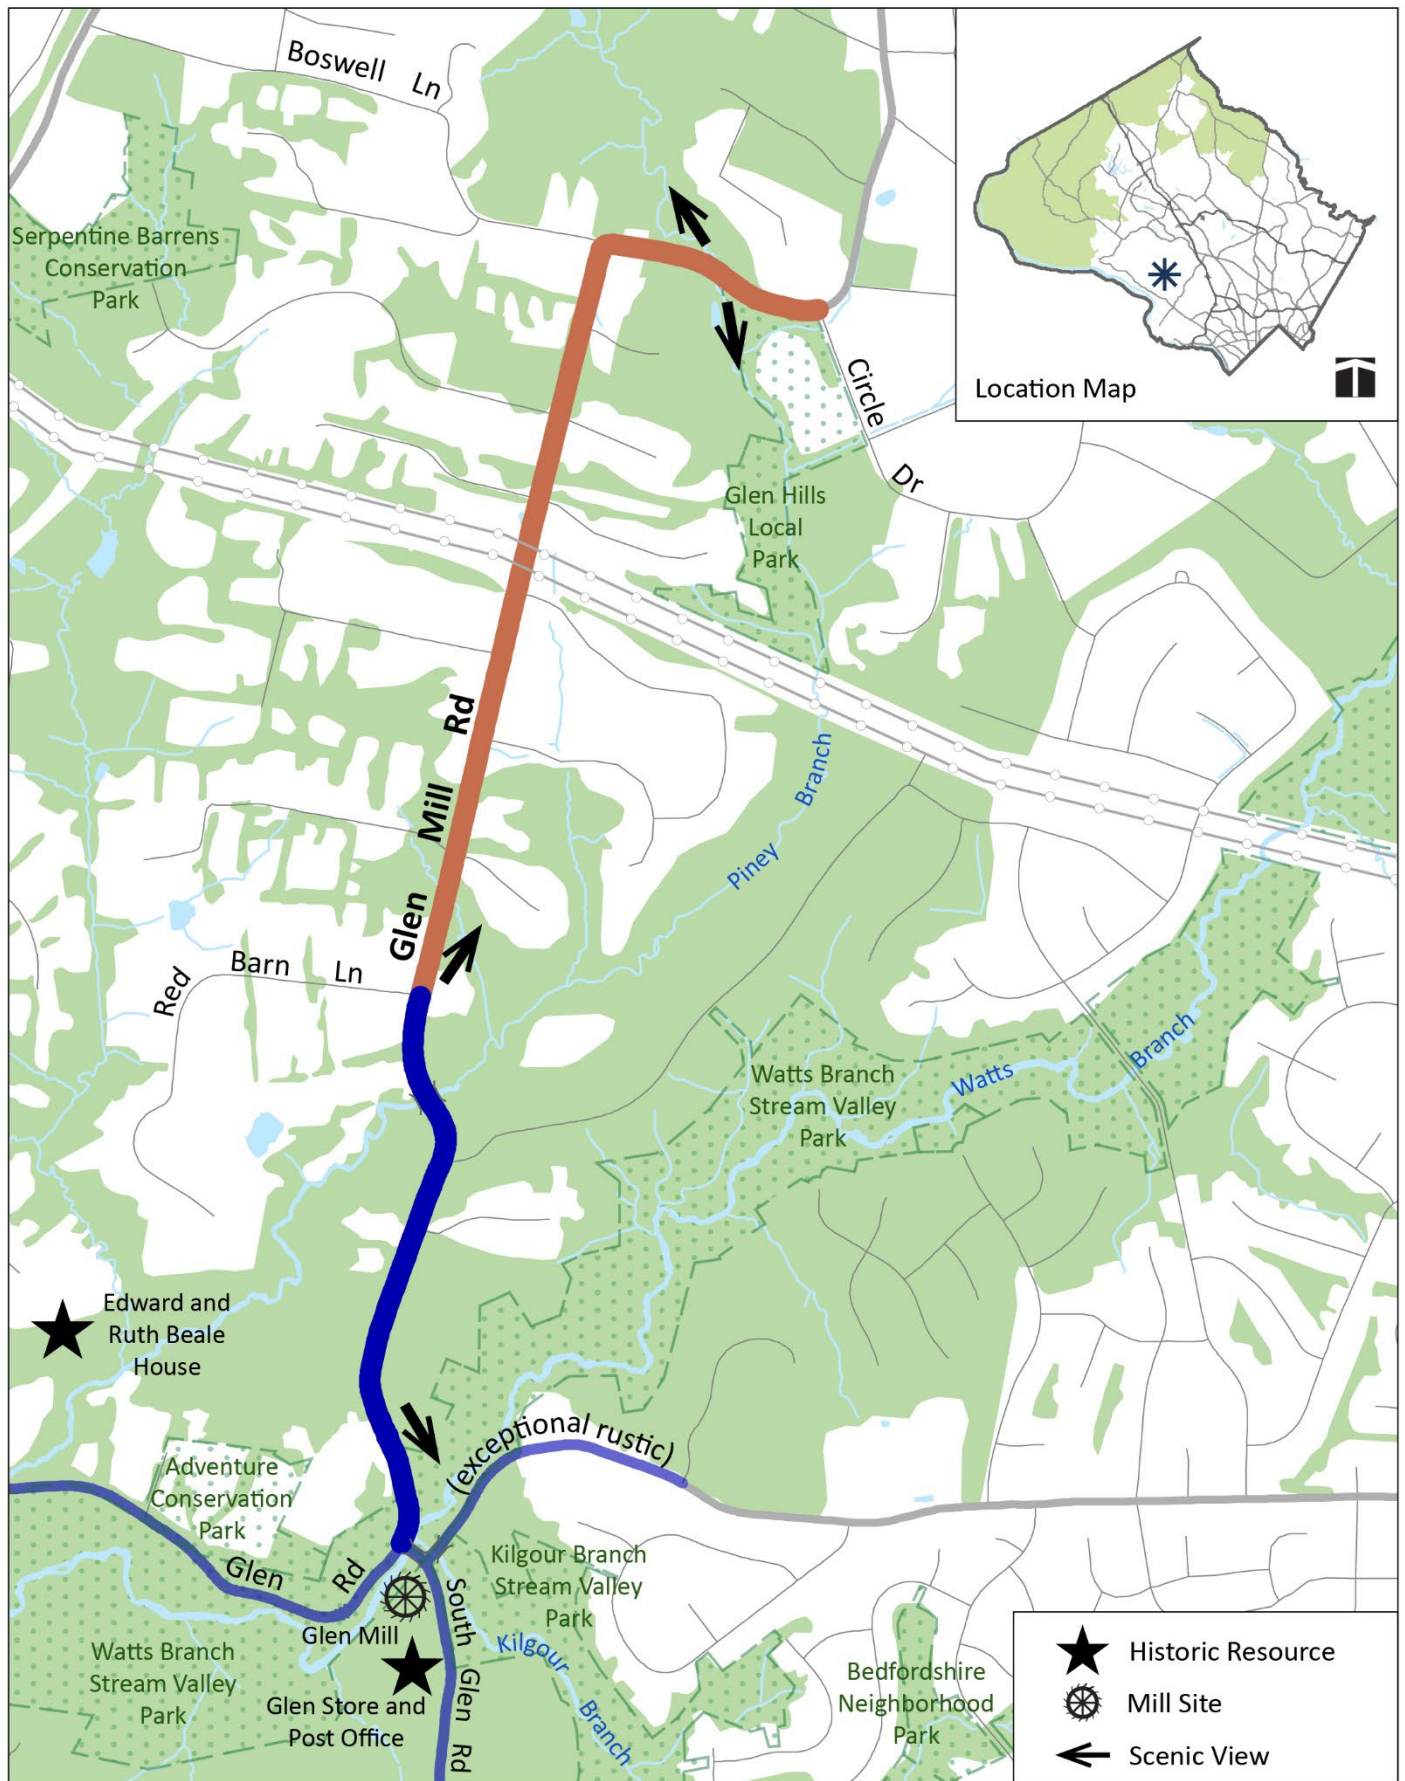 Boswell Ln
Serpentine Barrens
Conservation
Park
Location Map
Circle Dr
Glen Hills
Local
Park
Glen Mill Rd
Piney Branch
Red Barn Ln
Watts Branch
Stream Valley
Park
Watts Branch
Edward and
Ruth Beale
House
(exceptional rustic)
Adventure
Conservation
Park
Glen Rd
Kilgour Branch
Stream Valley
Park
Glen Mill
South Glen Rd
Kilgour Branch
Watts Branch
Stream Valley
Park
Glen Store and
Post Office
Bedfordshire
Neighborhood
Park
Historic Resource
Mill Site
Scenic View